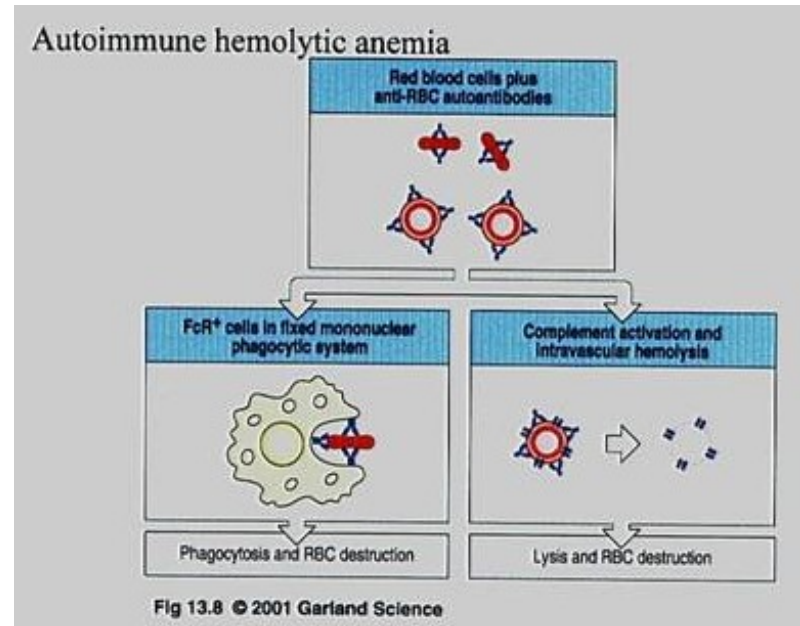 Autoimmune hemolytic anemia
Red blood cells plus
anti-RBC autoantibodies
FcR+ cells in fixed mononuclear
phagocytic system
Complement activation and
intravascular hemolysis
Phagocytosis and RBC destruction
Lysis and RBC destruction
Fig 13.8 © 2001 Garland Science